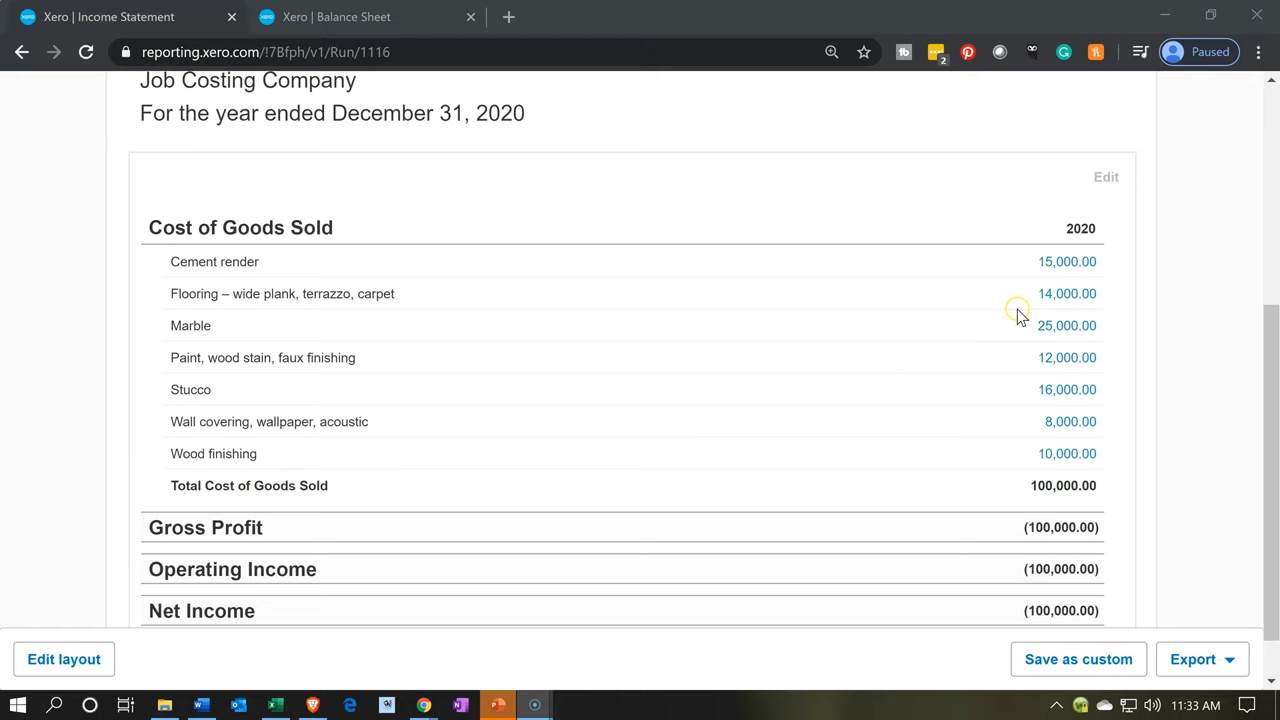 Xero | Income Statement
Xero | Balance Sheet
reporting.xero.com/!7Bfph/v1/Run/1116
2
Paused
Job Costing Company
For the year ended December 31, 2020
Edit
Cost of Goods Sold 2020
Cement render 15,000.00
Flooring – wide plank, terrazzo, carpet 14,000.00
Marble 25,000.00
Paint, wood stain, faux finishing 12,000.00
Stucco 16,000.00
Wall covering, wallpaper, acoustic 8,000.00
Wood finishing 10,000.00
Total Cost of Goods Sold 100,000.00
Gross Profit (100,000.00)
Operating Income (100,000.00)
Net Income (100,000.00)
Edit layout
Save as custom
Export
11:33 AM